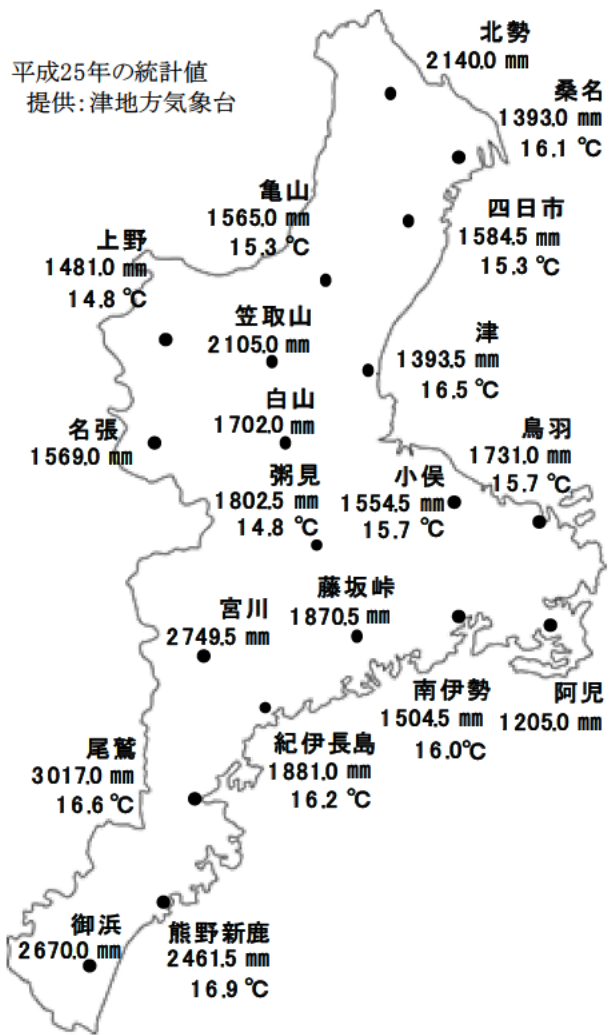 平成25年の統計値
提供:津地方気象台
北勢
2140.0 mm
桑名
1393.0 mm
16.1 ℃
亀山
1565.0 mm
15.3 ℃
四日市
1584.5 mm
15.3 ℃
上野
1481.0 mm
14.8 ℃
笠取山
2105.0 mm
津
1393.5 mm
16.5 ℃
白山
1702.0 mm
名張
1569.0 mm
鳥羽
1731.0 mm
15.7 ℃
粥見
1802.5 mm
14.8 ℃
小俣
1554.5 mm
15.7 ℃
藤坂峠
1870.5 mm
宮川
2749.5 mm
南伊勢
1504.5 mm
16.0℃
阿児
1205.0 mm
紀伊長島
1881.0 mm
16.2 ℃
尾鷲
3017.0 mm
16.6 ℃
御浜
2670.0 mm
熊野新鹿
2461.5 mm
16.9 ℃